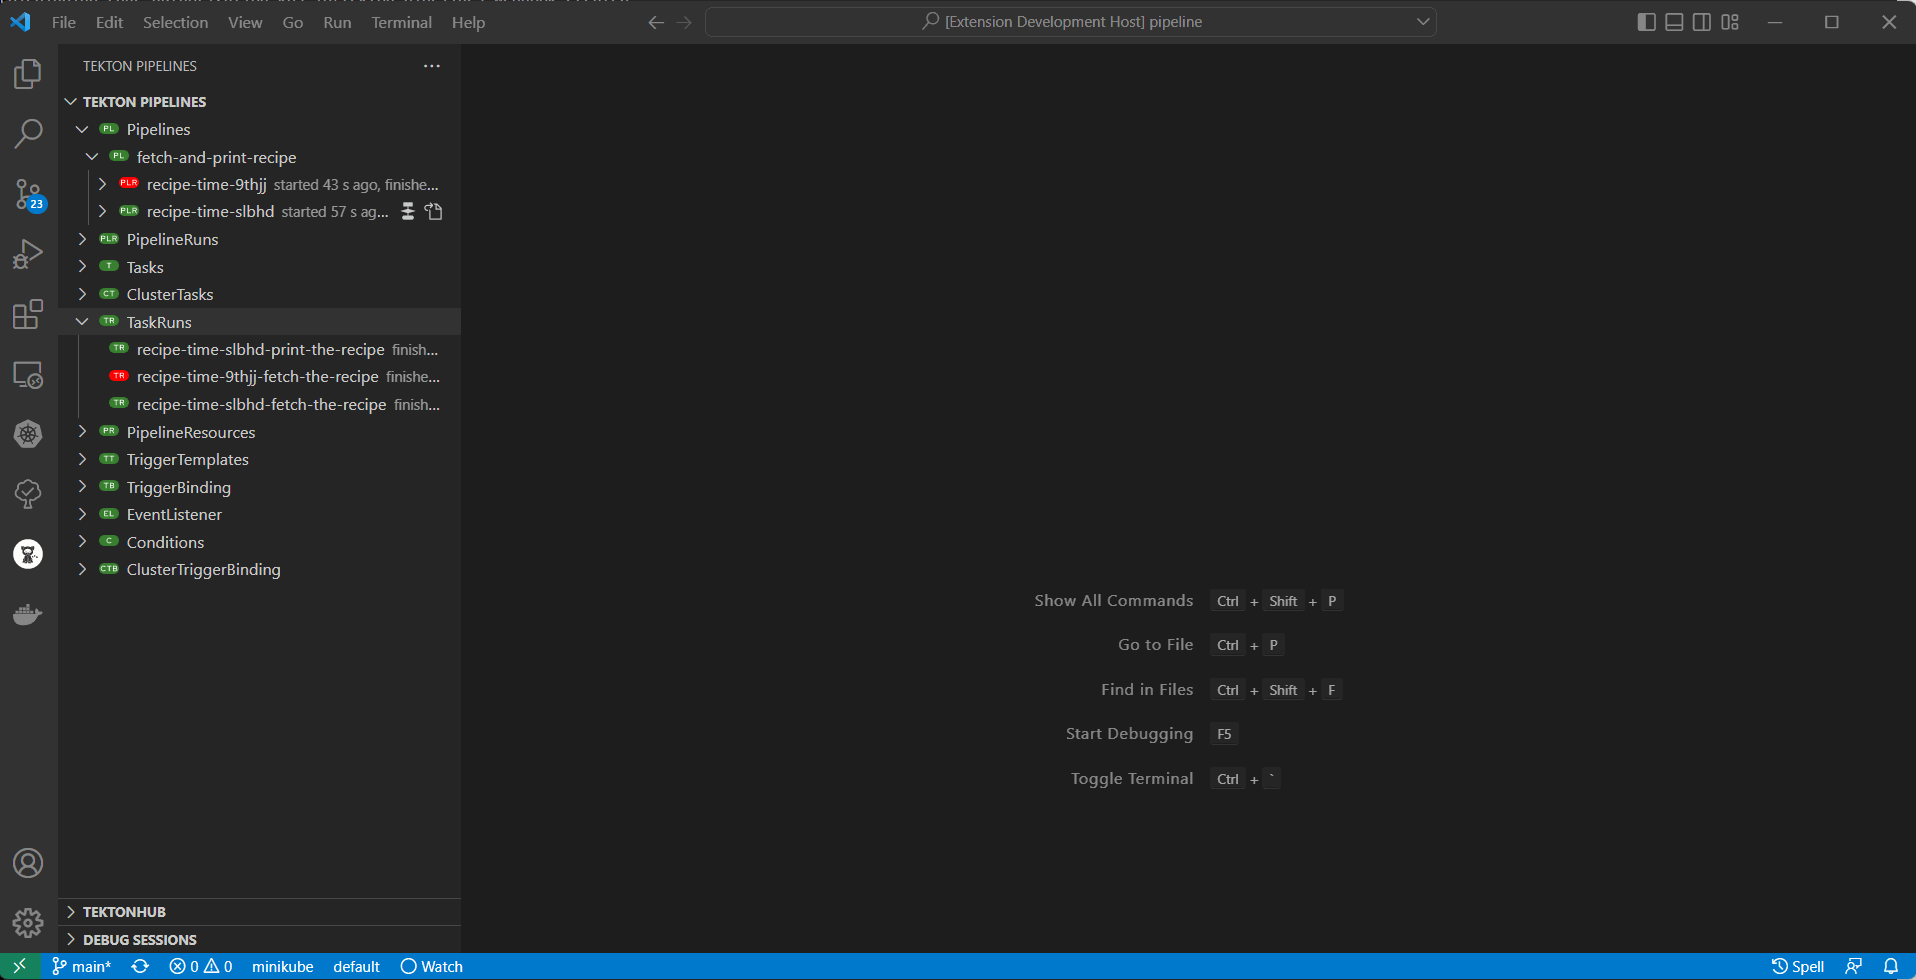 File Edit Selection View Go Run Terminal Help
[Extension Development Host] pipeline
TEKTON PIPELINES
TEKTON PIPELINES
PL Pipelines
PL fetch-and-print-recipe
PLR recipe-time-9thjj started 43 s ago, finishe...
PLR recipe-time-slbhd started 57 s ag...
23
PLR PipelineRuns
T Tasks
CT ClusterTasks
TR TaskRuns
TR recipe-time-slbhd-print-the-recipe finish...
TR recipe-time-9thjj-fetch-the-recipe finishe...
TR recipe-time-slbhd-fetch-the-recipe finish...
PR PipelineResources
TT TriggerTemplates
TB TriggerBinding
EL EventListener
C Conditions
CTB ClusterTriggerBinding
Show All Commands Ctrl + Shift + P
Go to File Ctrl + P
Find in Files Ctrl + Shift + F
Start Debugging F5
Toggle Terminal Ctrl + `
TEKTONHUB
DEBUG SESSIONS
main* 0 0 minikube default Watch Spell